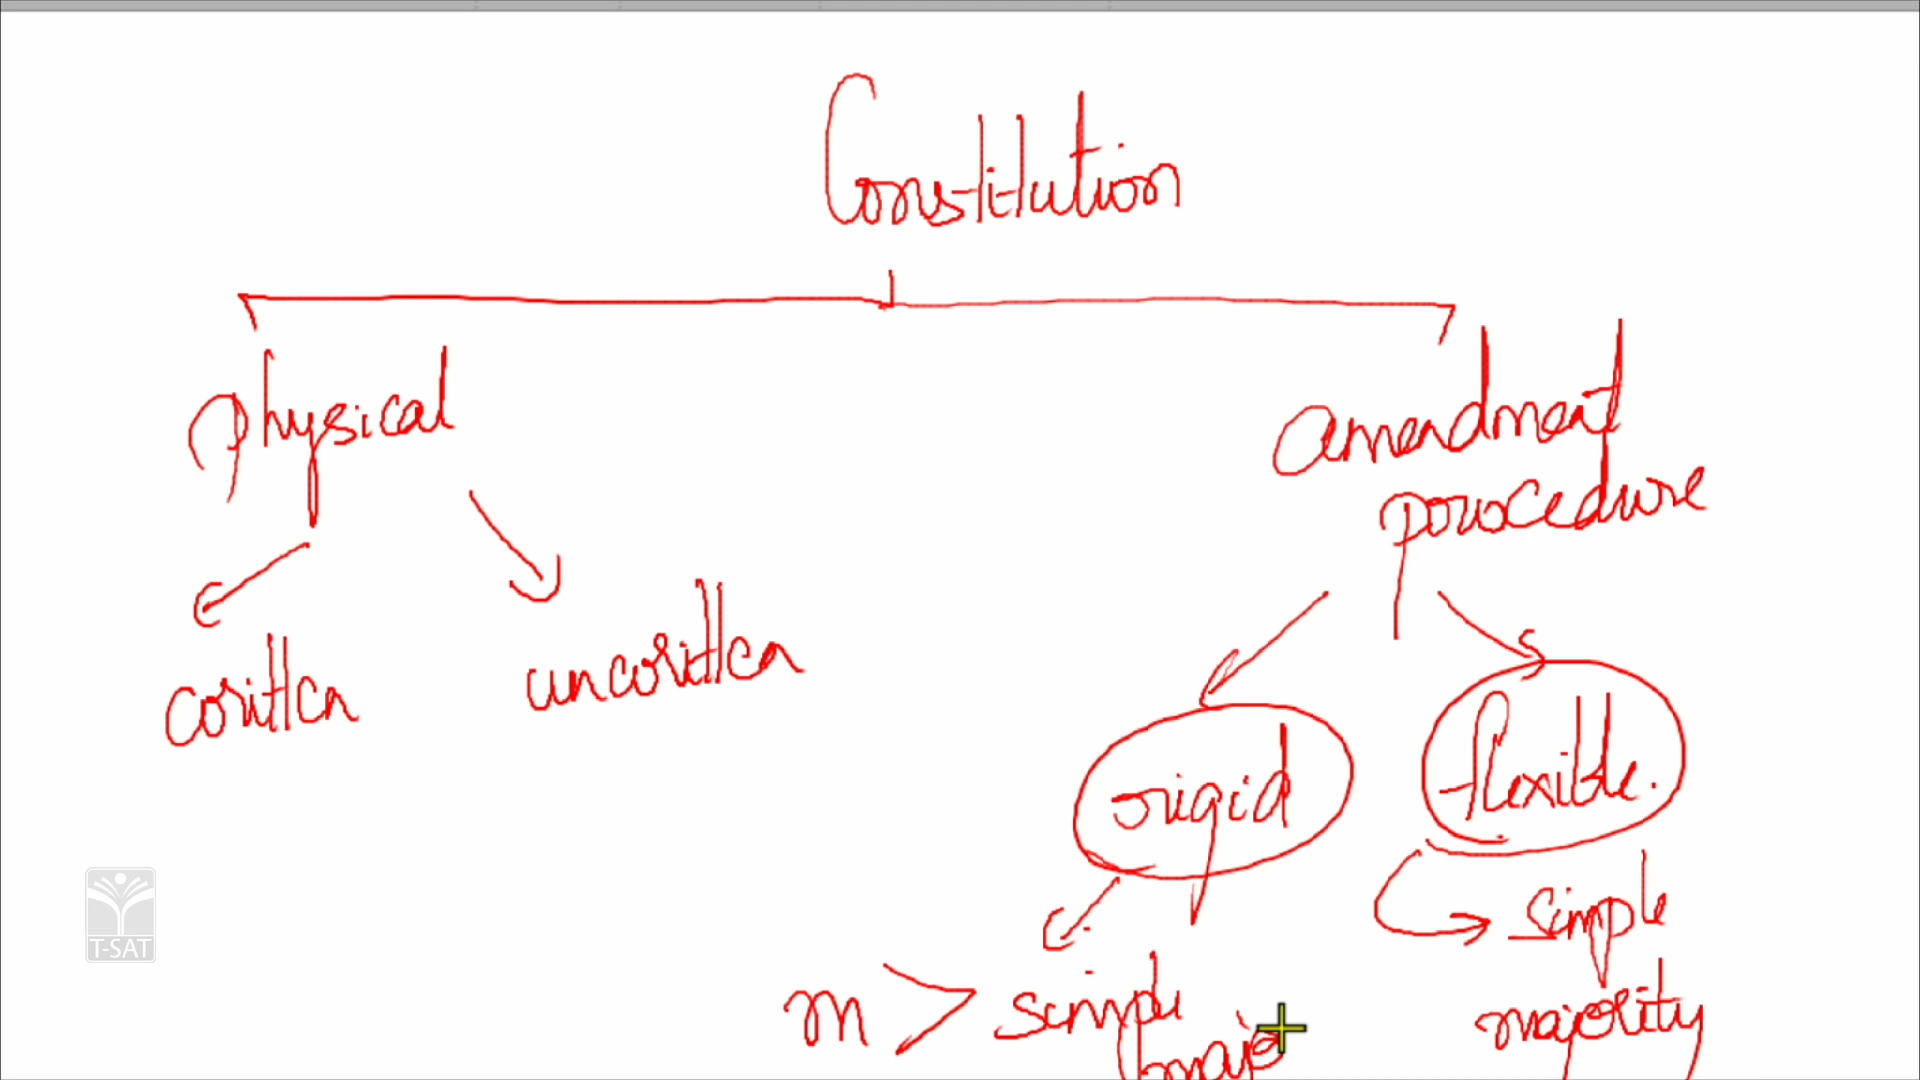 Constitution
physical
amendment
procedure
written
unwritten
rigid
flexible.
simple
majority
m > simple
T-SAT